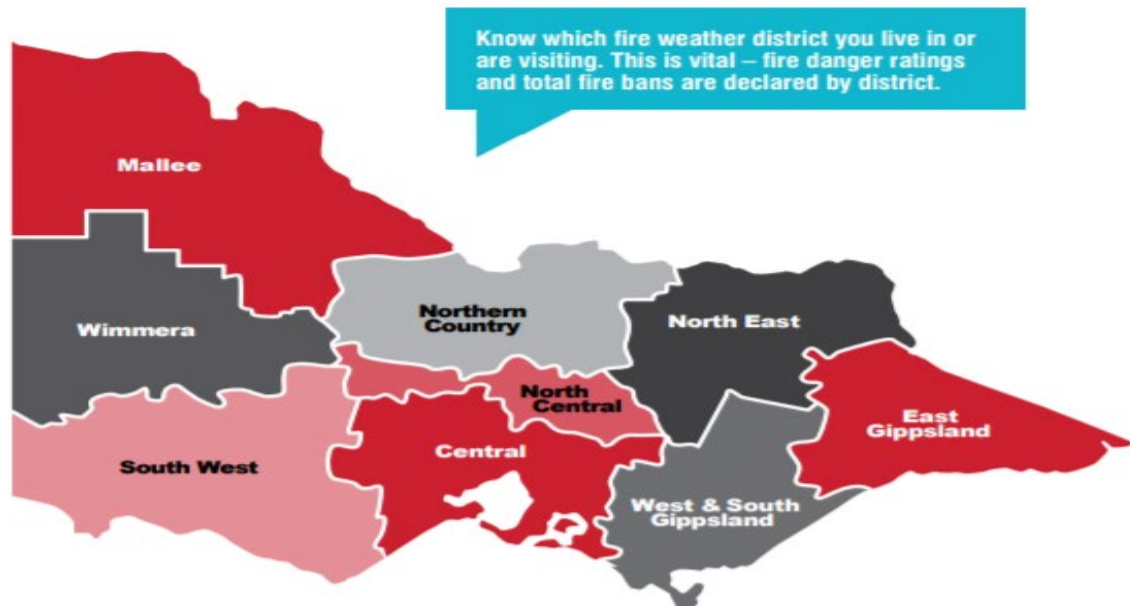 Know which fire weather district you live in or
are visiting. This is vital – fire danger ratings
and total fire bans are declared by district.
Mallee
Northern
Country
North East
Wimmera
North
Central
East
Gippsland
South West
Central
West & South
Gippsland